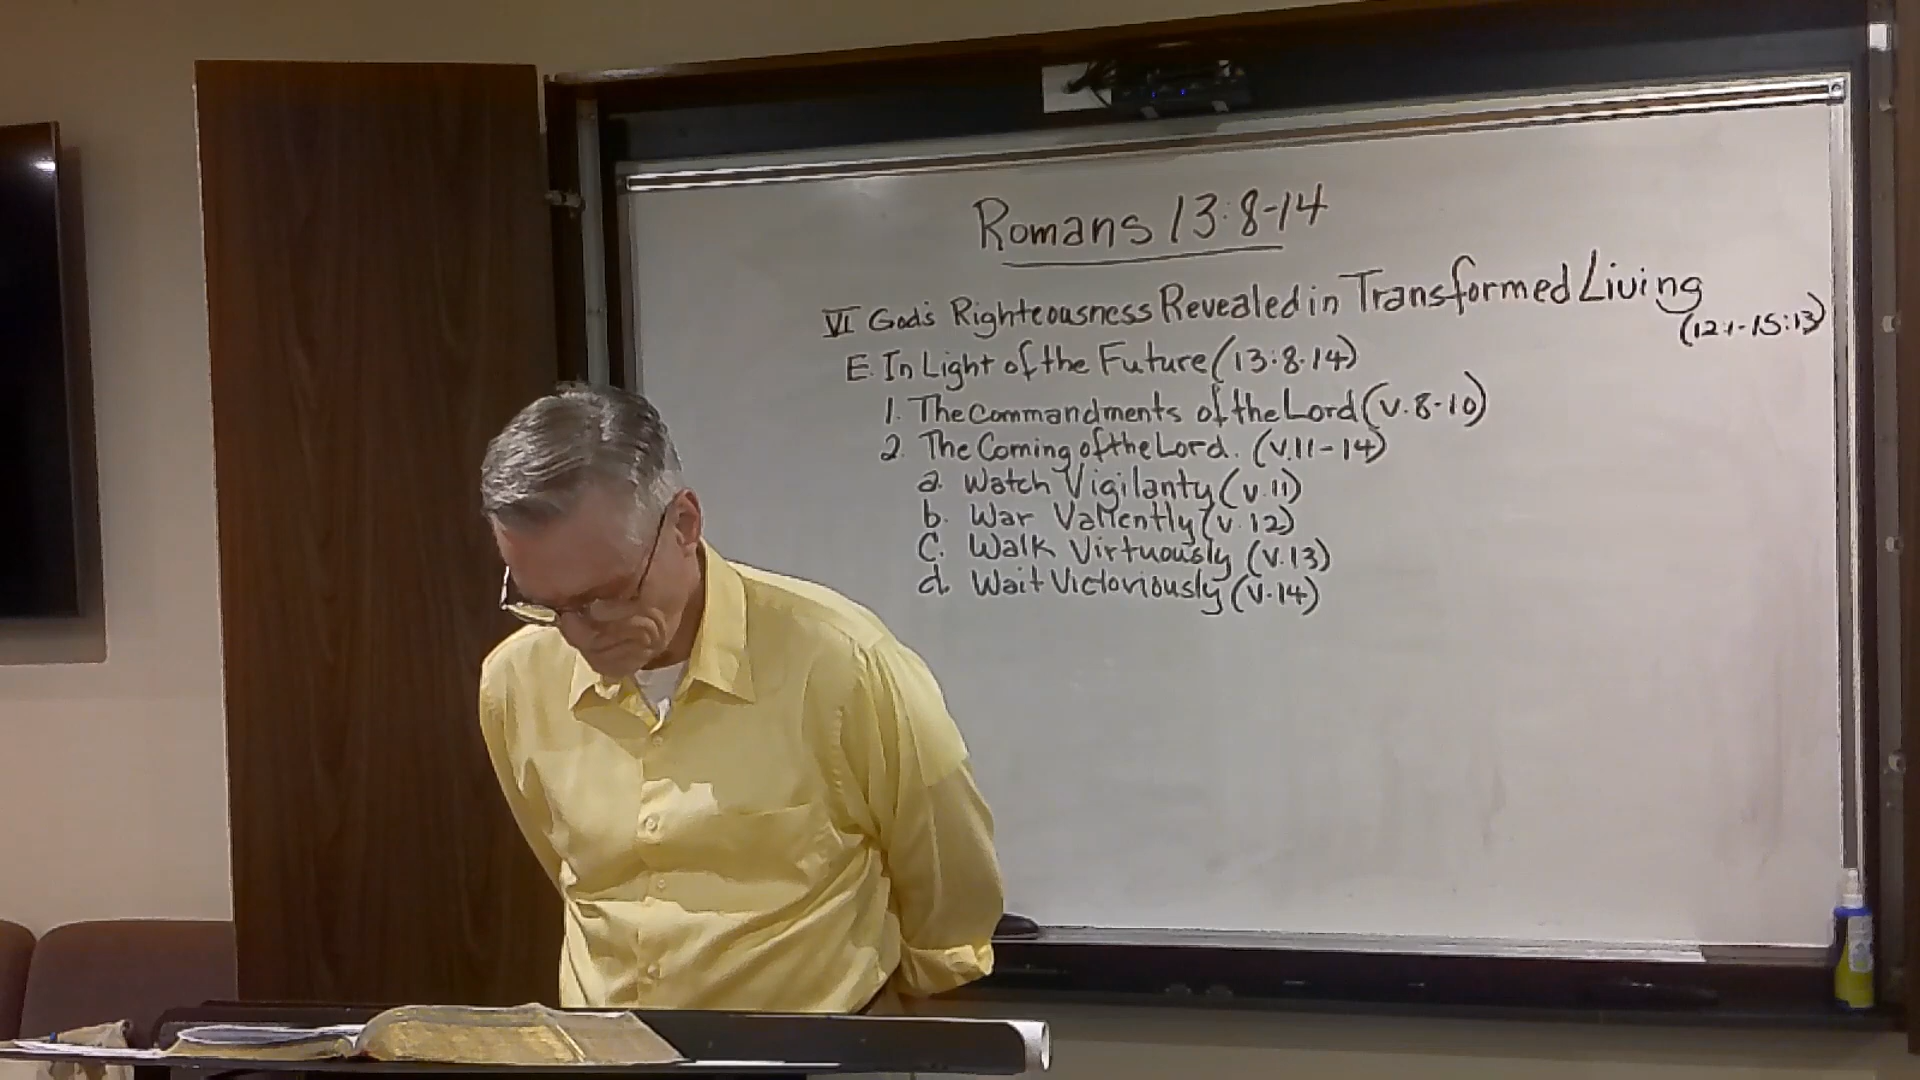 Romans 13:8-14
VI God's Righteousness Revealed in Transformed Living
(12:1-15:13)
E. In Light of the Future (13:8-14)
1. The Commandments of the Lord (v.8-10)
2. The Coming of the Lord. (v.11-14)
a. Watch Vigilanty (v.11)
b. War Valiently (v.12)
C. Walk Virtuously (v.13)
d. Wait Victoriously (v.14)